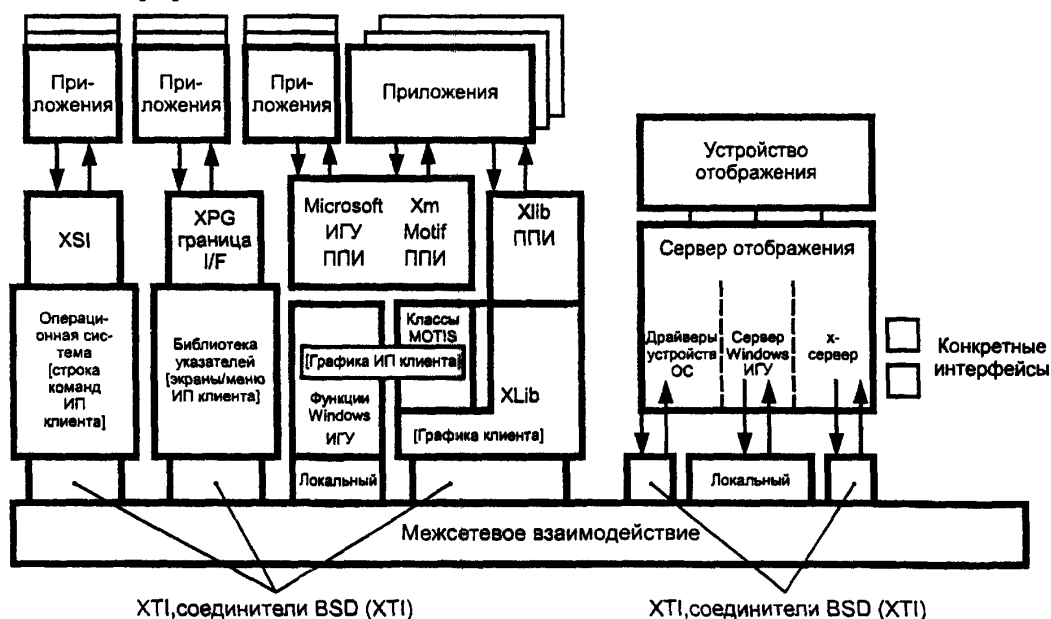 При-
ложения
При-
ложения
При-
ложения
Приложения
XSI
XPG
граница
I/F
Microsoft
ИГУ
ППИ
Xm
Motif
ППИ
Xlib
ППИ
Операци-
онная сис-
тема
[строка
команд
ИП
клиента]
Библиотека
указателей
[экраны/меню
ИП клиента]
Классы
MOTIS
[Графика ИП клиента]
Функции
Windows
ИГУ
XLib
[Графика клиента]
Локальный
Устройство
отображения
Сервер отображения
Драйверы
устройств
ОС
Сервер
Windows
ИГУ
х-
сервер
Конкретные
интерфейсы
Локальный
Межсетевое взаимодействие
XTI,соединители BSD (XTI)
XTI,соединители BSD (XTI)